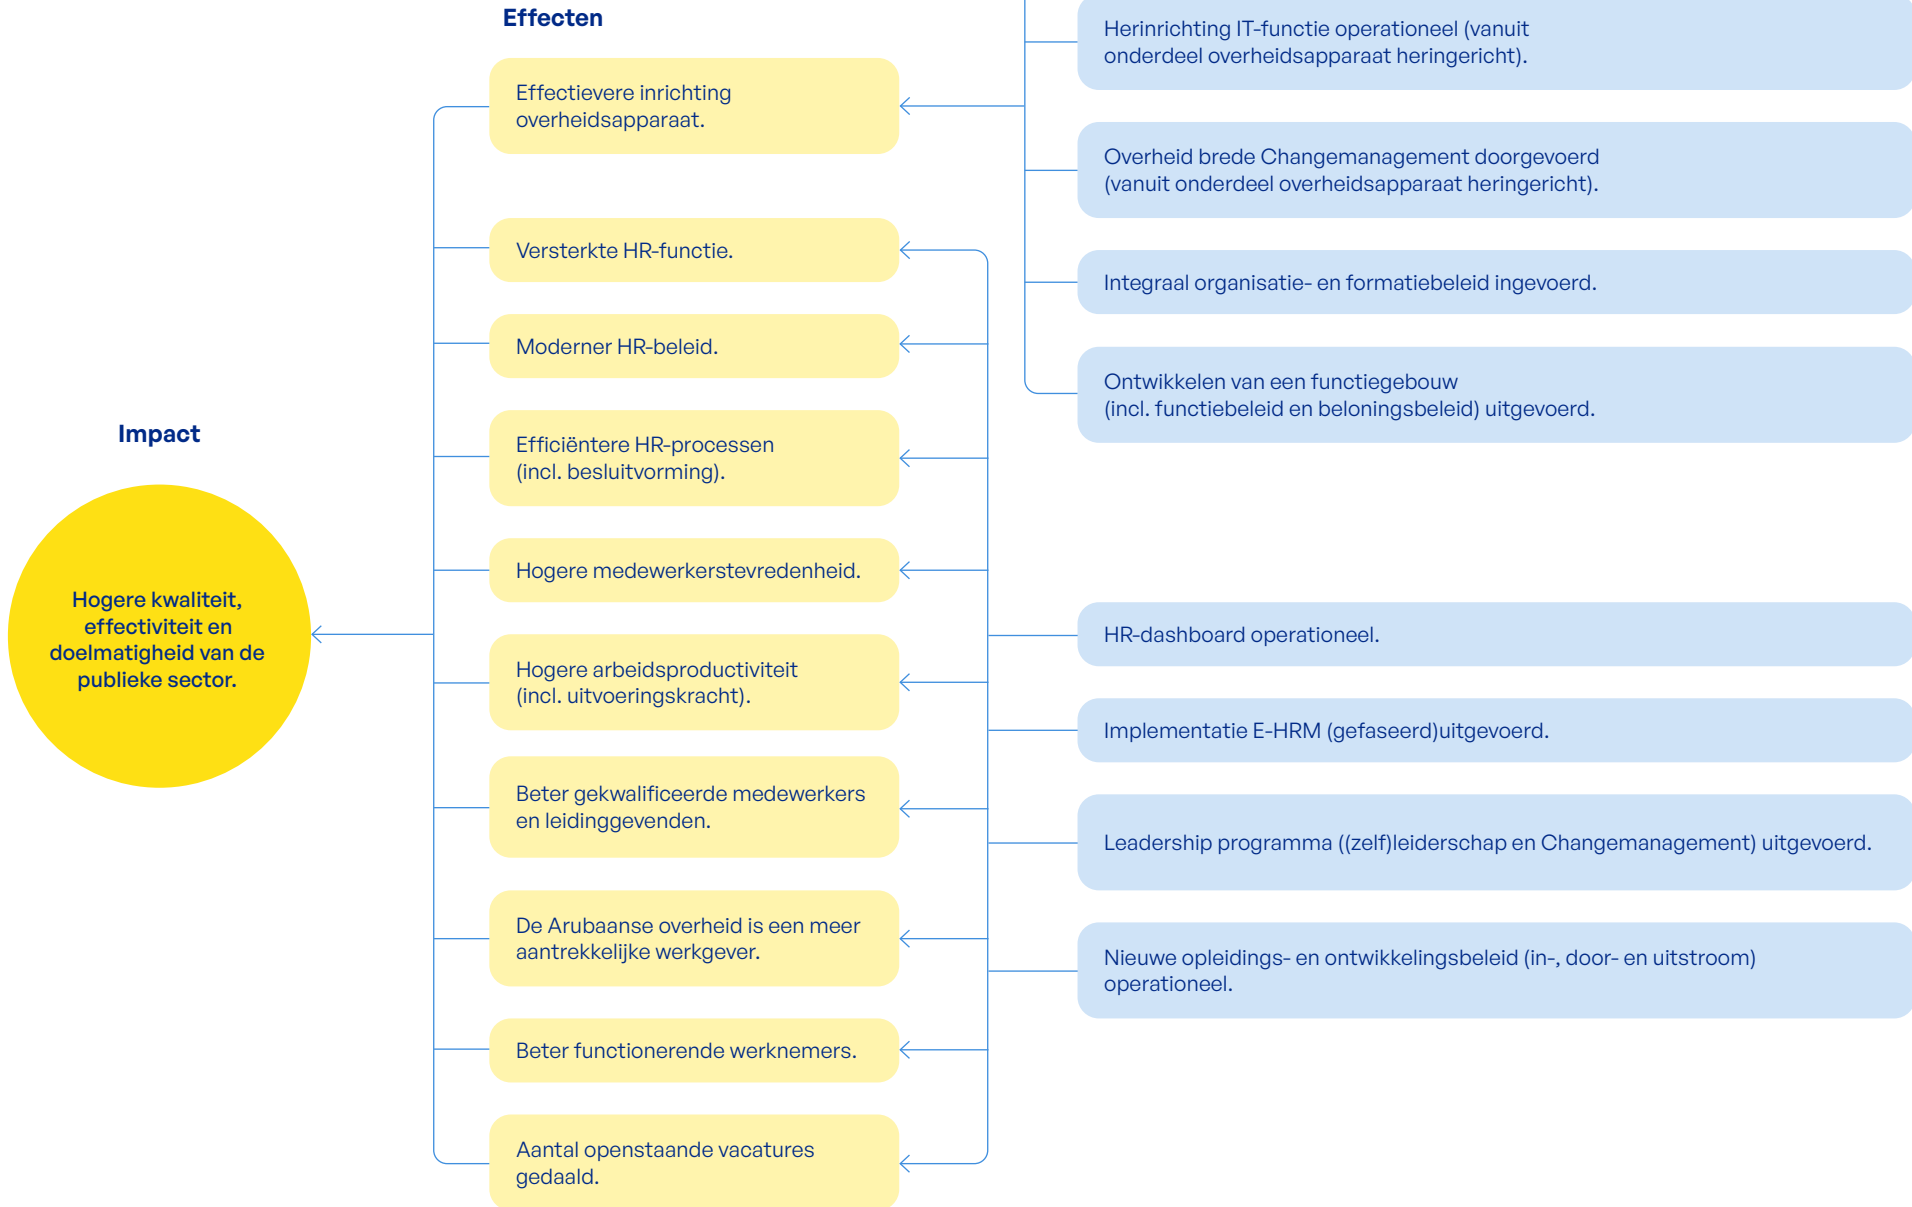 Impact
Hogere kwaliteit,
effectiviteit en
doelmatigheid van de
publieke sector.
Effecten
Effectievere inrichting
overheidsapparaat.
Versterkte HR-functie.
Moderner HR-beleid.
Efficiëntere HR-processen
(incl. besluitvorming).
Hogere medewerkerstevredenheid.
Hogere arbeidsproductiviteit
(incl. uitvoeringskracht).
Beter gekwalificeerde medewerkers
en leidinggevenden.
De Arubaanse overheid is een meer
aantrekkelijke werkgever.
Beter functionerende werknemers.
Aantal openstaande vacatures
gedaald.
Herinrichting IT-functie operationeel (vanuit
onderdeel overheidsapparaat heringericht).
Overheid brede Changemanagement doorgevoerd
(vanuit onderdeel overheidsapparaat heringericht).
Integraal organisatie- en formatiebeleid ingevoerd.
Ontwikkelen van een functiegebouw
(incl. functiebeleid en beloningsbeleid) uitgevoerd.
HR-dashboard operationeel.
Implementatie E-HRM (gefaseerd)uitgevoerd.
Leadership programma ((zelf)leiderschap en Changemanagement) uitgevoerd.
Nieuwe opleidings- en ontwikkelingsbeleid (in-, door- en uitstroom)
operationeel.